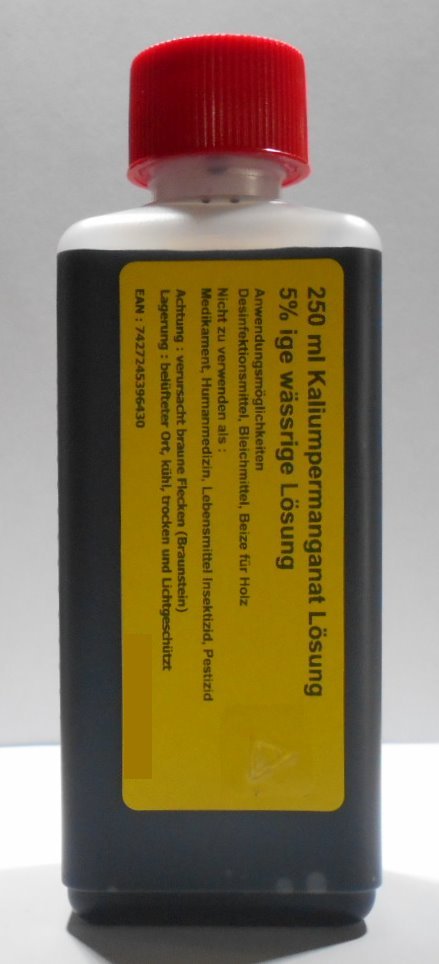 250 ml Kaliumpermanganat Lösung
5% ige wässrige Lösung
Anwendungsmöglichkeiten
Desinfektionsmittel, Bleichmittel, Beize für Holz
Nicht zu verwenden als :
Medikament, Humanmedizin, Lebensmittel Insektizid, Pestizid
Achtung : verursacht braune Flecken (Braunstein)
Lagerung : belüfteter Ort, kühl, trocken und Lichtgeschützt
EAN : 7427245396430